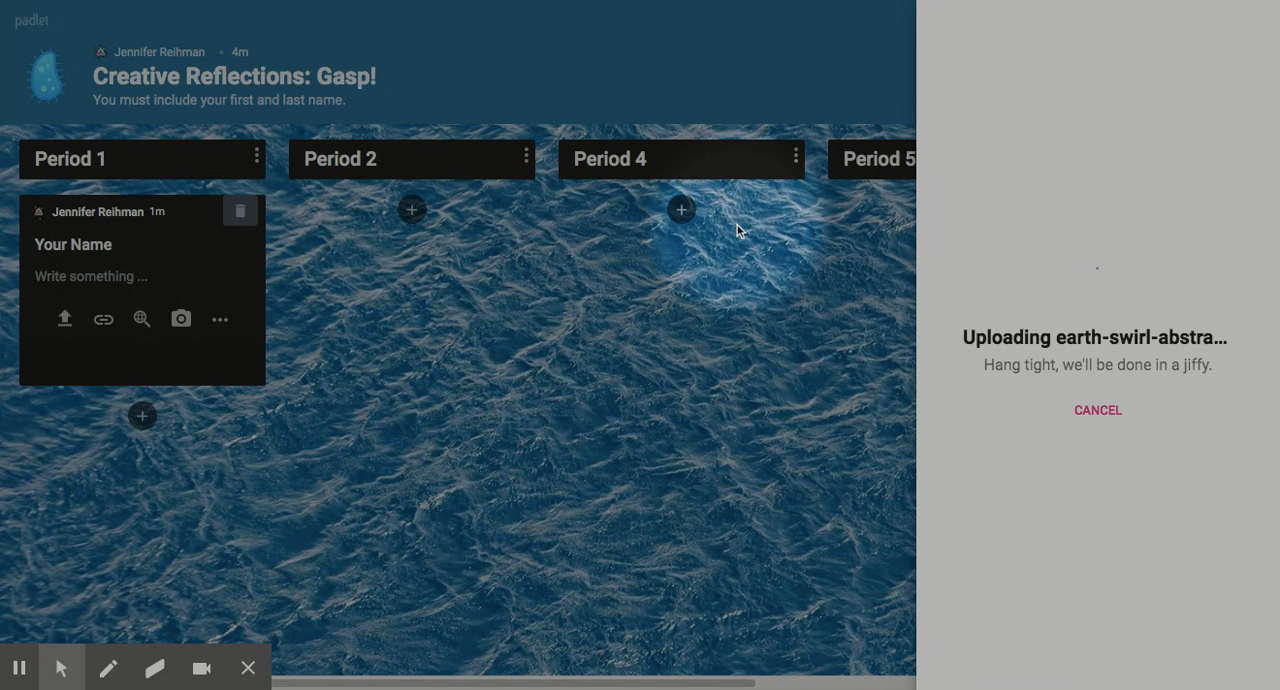 padlet
Jennifer Reihman • 4m
Creative Reflections: Gasp!
You must include your first and last name.
Period 1
Period 2
Period 4
Period 5
Jennifer Reihman 1m
Your Name
Write something ...
Uploading earth-swirl-abstra...
Hang tight, we'll be done in a jiffy.
CANCEL